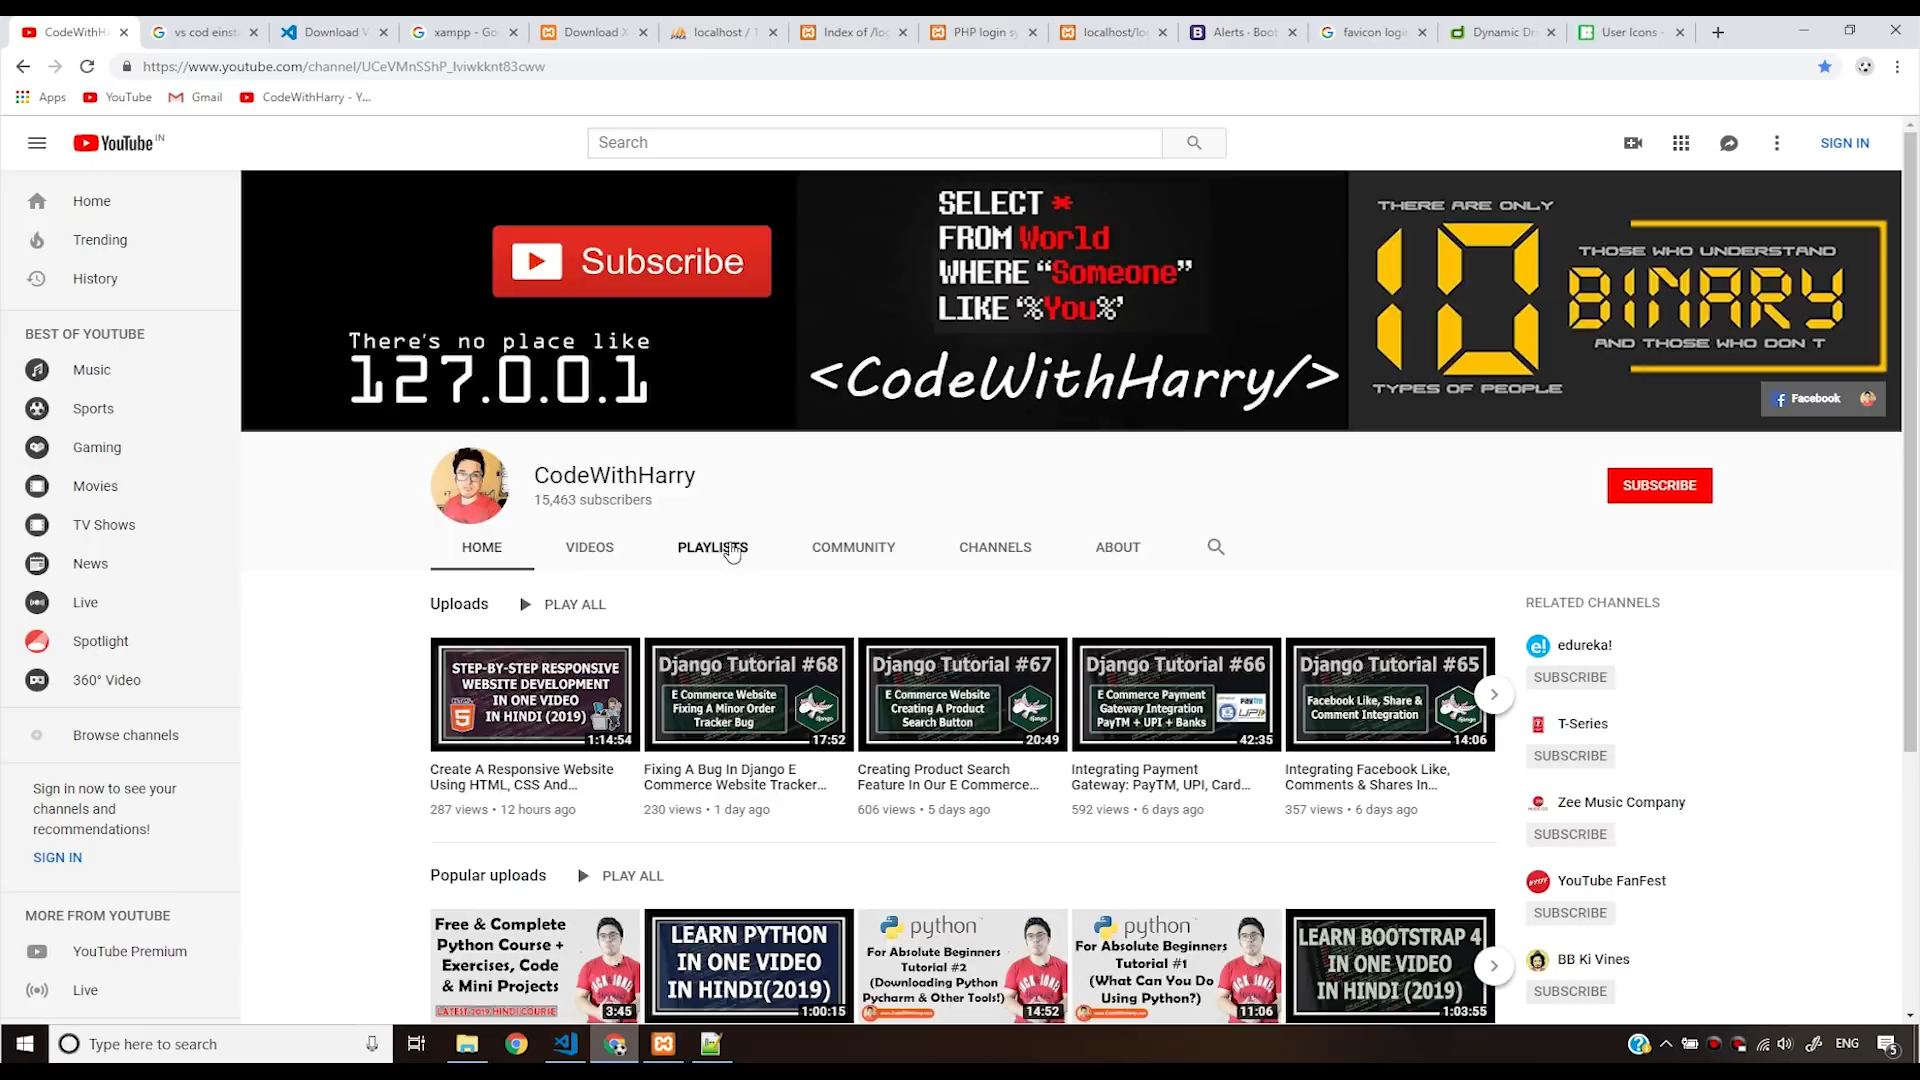 CodeWithH
vs cod einst
Download V
xampp - Go
Download X
localhost / 1
Index of /log
PHP login sy
localhost/lo
Alerts · Boot
favicon logi
Dynamic Dr
User Icons -
https://www.youtube.com/channel/UCeVMnSShP_Iviwkknt83cww
Apps
YouTube
Gmail
CodeWithHarry - Y...
YouTube IN
Search
SIGN IN
Home
Trending
History
BEST OF YOUTUBE
Music
Sports
Gaming
Movies
TV Shows
News
Live
Spotlight
360° Video
Browse channels
Sign in now to see your
channels and
recommendations!
SIGN IN
MORE FROM YOUTUBE
YouTube Premium
Live
Subscribe
There's no place like
127.0.0.1
SELECT *
FROM World
WHERE “Someone”
LIKE ‘%You%’
<CodeWithHarry/>
THERE ARE ONLY
10
TYPES OF PEOPLE
THOSE WHO UNDERSTAND
BINARY
AND THOSE WHO DON T
Facebook
CodeWithHarry
15,463 subscribers
SUBSCRIBE
HOME
VIDEOS
PLAYLISTS
COMMUNITY
CHANNELS
ABOUT
Uploads
PLAY ALL
STEP-BY-STEP RESPONSIVE
WEBSITE DEVELOPMENT
IN ONE VIDEO
IN HINDI (2019)
1:14:54
Create A Responsive Website
Using HTML, CSS And...
287 views • 12 hours ago
Django Tutorial #68
E Commerce Website
Fixing A Minor Order
Tracker Bug
django
17:52
Fixing A Bug In Django E
Commerce Website Tracker...
230 views • 1 day ago
Django Tutorial #67
E Commerce Website
Creating A Product
Search Button
django
20:49
Creating Product Search
Feature In Our E Commerce...
606 views • 5 days ago
Django Tutorial #66
E Commerce Payment
Gateway Integration
PayTM + UPI + Banks
Paytm
UPI
42:35
Integrating Payment
Gateway: PayTM, UPI, Card...
592 views • 6 days ago
Django Tutorial #65
Facebook Like, Share &
Comment Integration
14:06
Integrating Facebook Like,
Comments & Shares In...
357 views • 6 days ago
Popular uploads
PLAY ALL
Free & Complete
Python Course +
Exercises, Code
& Mini Projects
LATEST 2019 HINDI COURSE
3:45
LEARN PYTHON
IN ONE VIDEO
IN HINDI(2019)
1:00:15
python
For Absolute Beginners
Tutorial #2
(Downloading Python
Pycharm & Other Tools!)
14:52
python
For Absolute Beginners
Tutorial #1
(What Can You Do
Using Python?)
11:06
LEARN BOOTSTRAP 4
IN ONE VIDEO
IN HINDI (2019)
1:03:55
RELATED CHANNELS
edureka!
SUBSCRIBE
T-Series
SUBSCRIBE
Zee Music Company
SUBSCRIBE
YouTube FanFest
SUBSCRIBE
BB Ki Vines
SUBSCRIBE
Type here to search
ENG
5